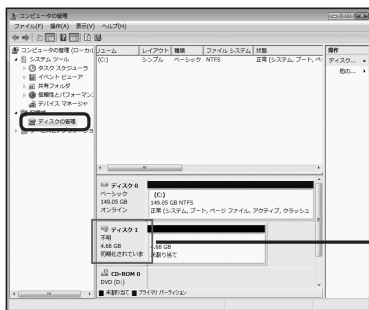 コンピュータの管理
ファイル(F) 操作(A) 表示(V) ヘルプ(H)
コンピュータの管理 (ローカル
システム ツール
タスク スケジューラ
イベント ビューア
共有フォルダ
信頼性とパフォーマンス
デバイス マネージャ
ディスクの管理
リューム レイアウト 種類 ファイル システム 状態
(C:) シンプル ベーシック NTFS 正常 (システム, ブート, ペー
操作
ディスク...
他の...
ディスク 0
ベーシック
149.05 GB
オンライン
(C:)
149.05 GB NTFS
正常 (システム, ブート, ページ ファイル, アクティブ, クラッシュ
ディスク 1
不明
4.68 GB
初期化されていま
4.68 GB
未割り当て
CD-ROM 0
DVD (D:)
未割り当て プライマリ パーティション